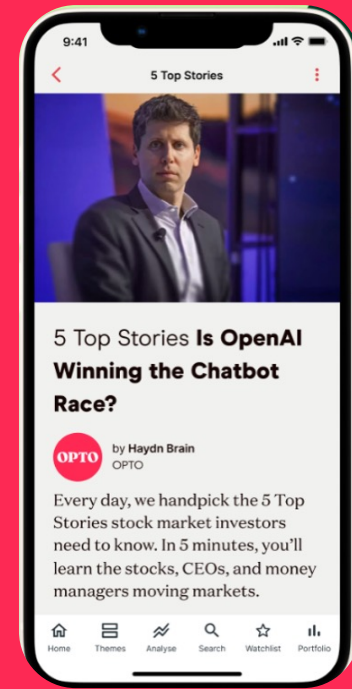 9:41
5 Top Stories
5 Top Stories Is OpenAI
Winning the Chatbot
Race?
OPTO
by Haydn Brain
OPTO
Every day, we handpick the 5 Top
Stories stock market investors
need to know. In 5 minutes, you’ll
learn the stocks, CEOs, and money
managers moving markets.
Home Themes Analyse Search Watchlist Portfolio